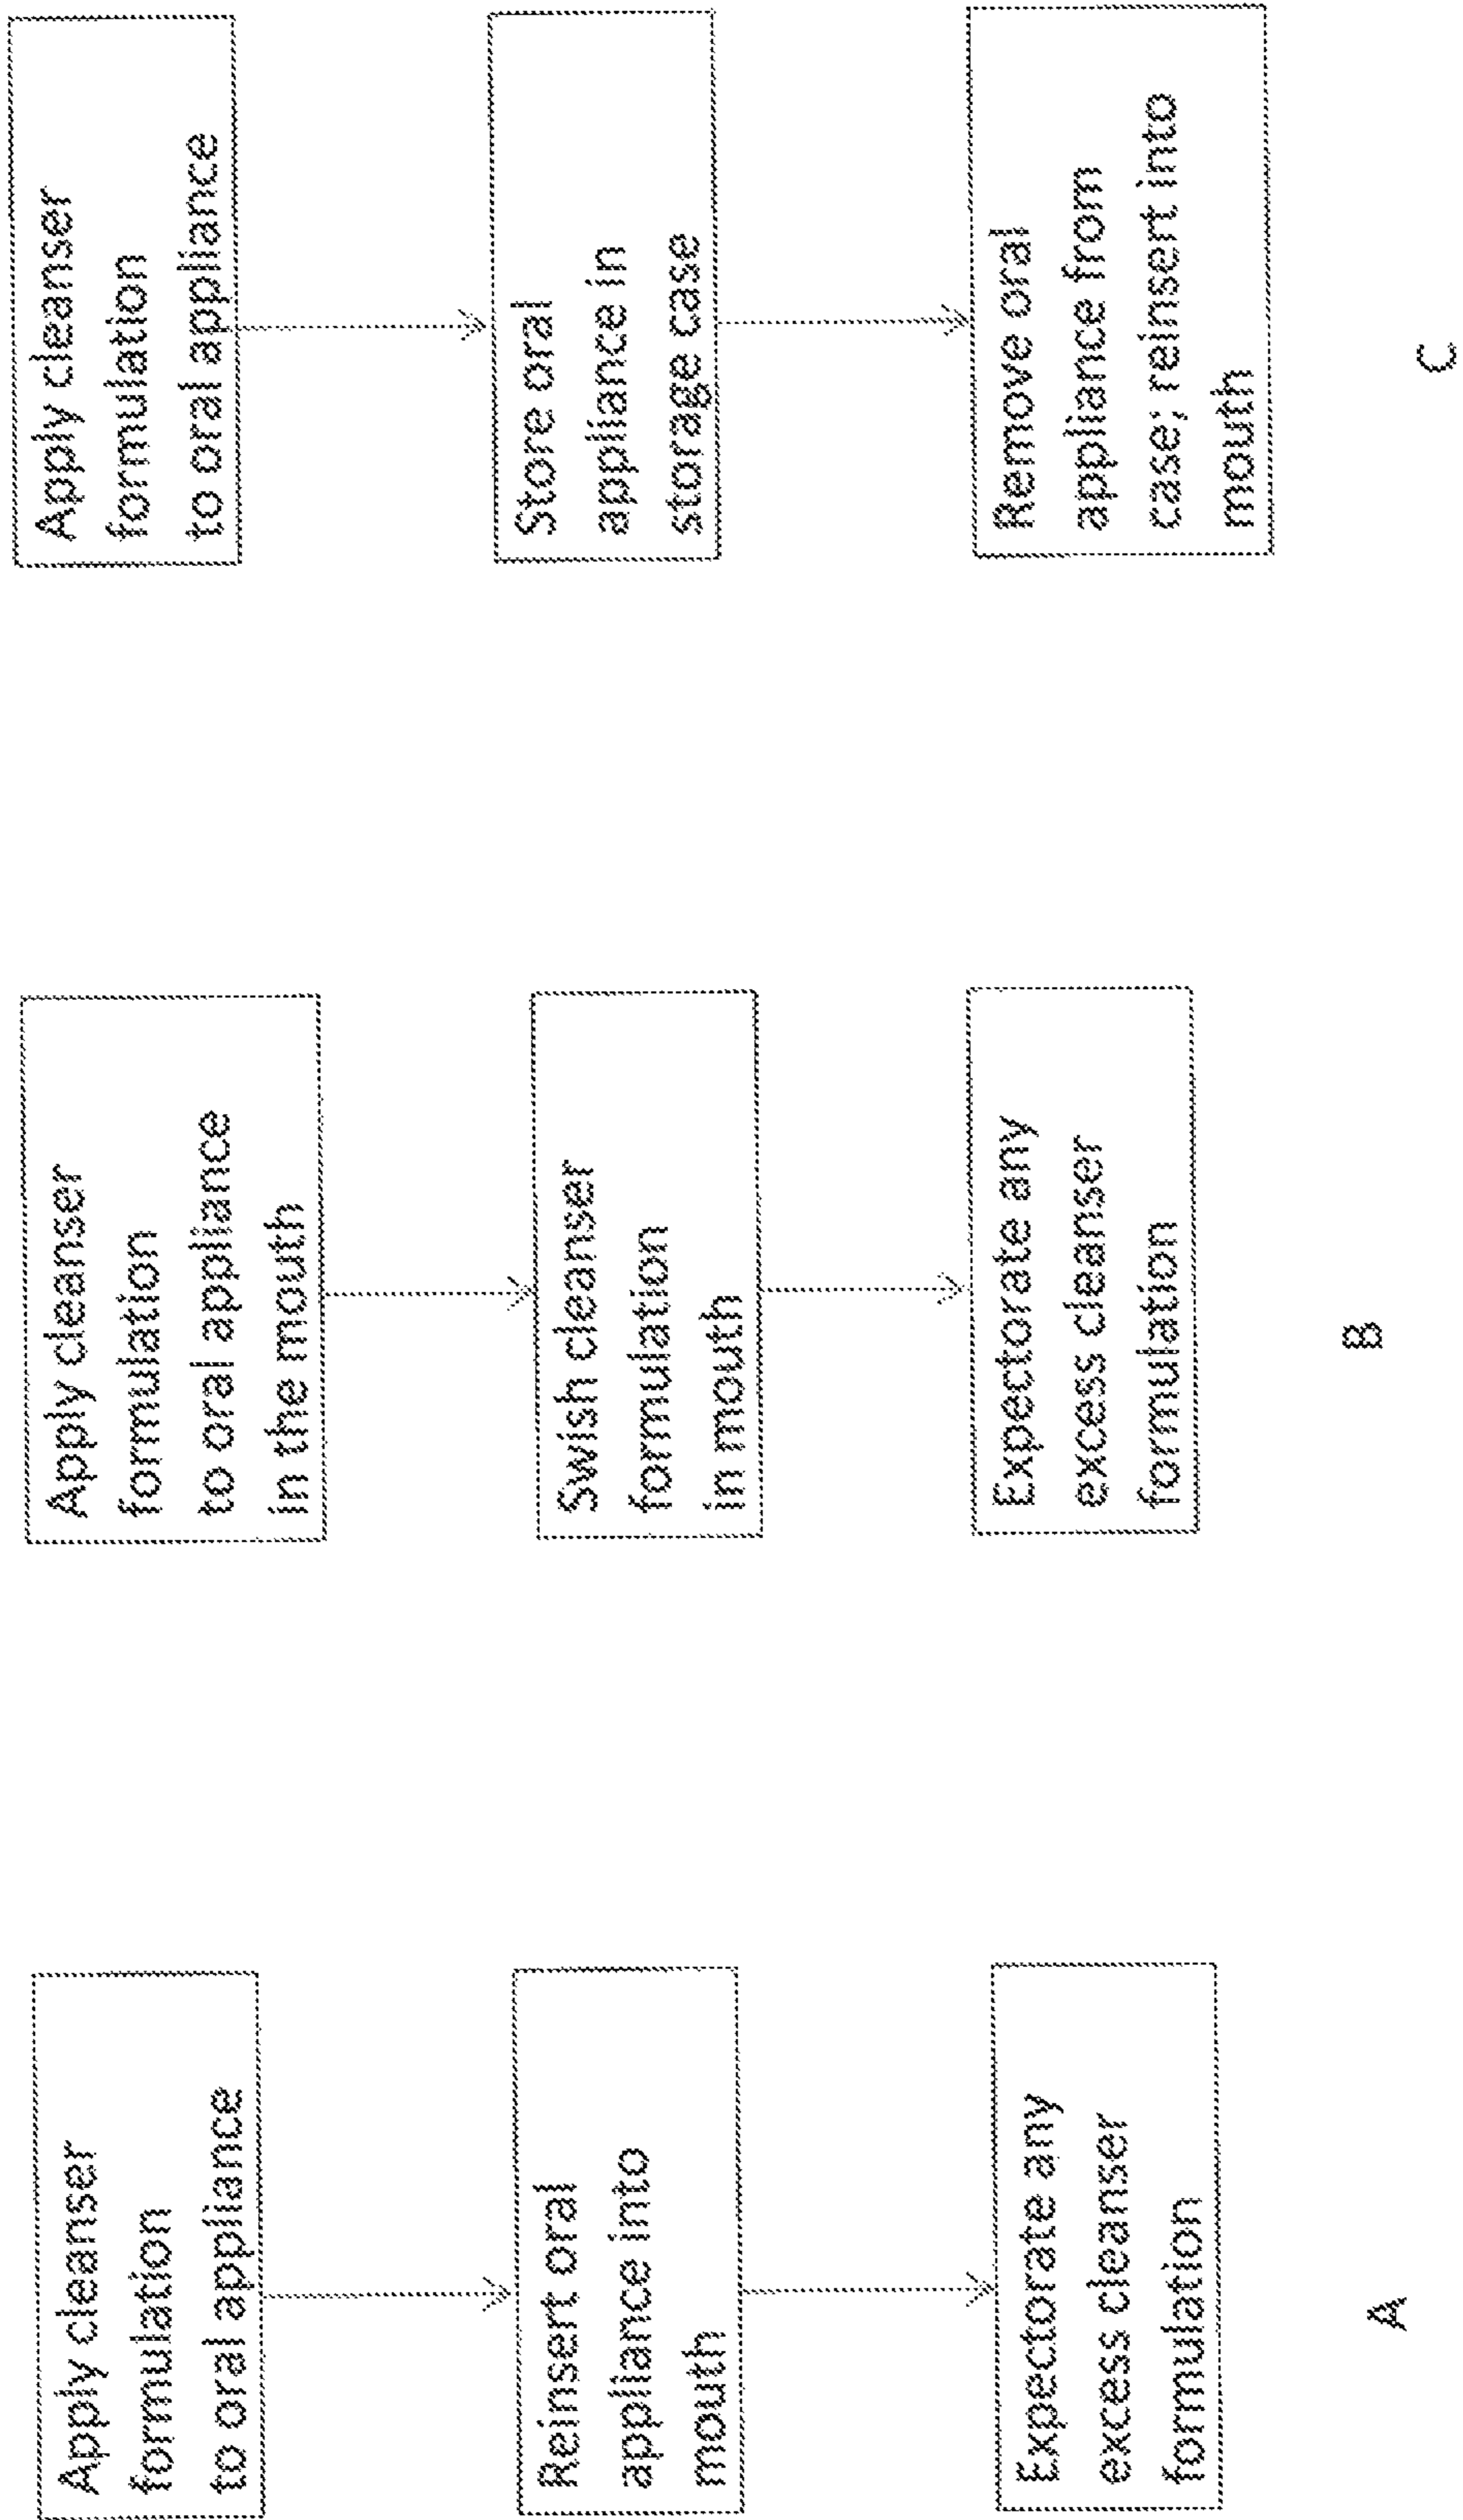 Apply cleanser
formulation
to oral appliance
Reinsert oral
appliance into
mouth
Expectorate any
excess cleanser
formulation
A
Apply cleanser
formulation
to oral appliance
in the mouth
Swish cleanser
formulation
in mouth
Expectorate any
excess cleanser
formulation
B
Apply cleanser
formulation
to oral appliance
Store oral
appliance in
storage case
Remove oral
appliance from
case; reinsert into
mouth
C